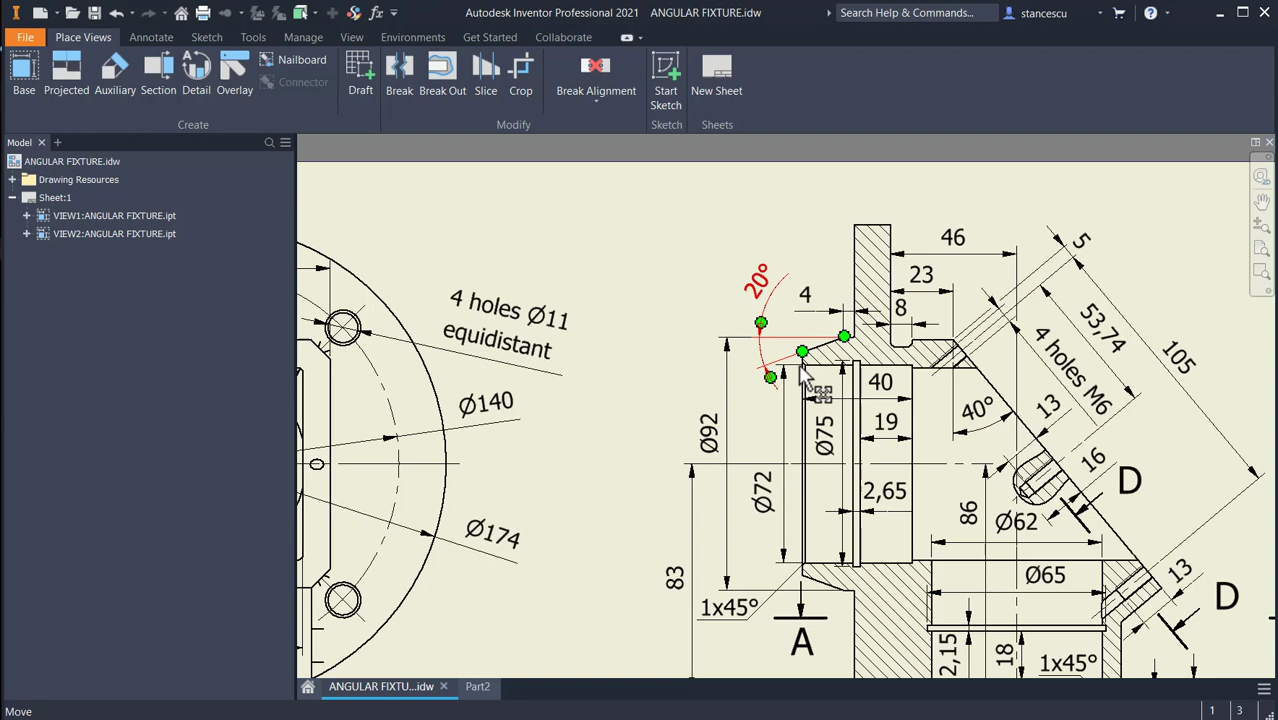 Autodesk Inventor Professional 2021 ANGULAR FIXTURE.idw
Search Help & Commands...
stancescu
File Place Views Annotate Sketch Tools Manage View Environments Get Started Collaborate
Base Projected Auxiliary Section Detail Overlay
Nailboard
Connector
Draft
Break Break Out Slice Crop
Break Alignment
Start Sketch
New Sheet
Create Modify Sketch Sheets
Model
ANGULAR FIXTURE.idw
Drawing Resources
Sheet:1
VIEW1:ANGULAR FIXTURE.ipt
VIEW2:ANGULAR FIXTURE.ipt
4 holes Ø11
equidistant
Ø140
Ø174
20°
4
46
23
8
5
53,74
105
4 holes M6
40
40°
13
19
Ø92
Ø75
Ø72
2,65
16
D
86
Ø62
83
Ø65
13
1x45°
D
A
2,15
18
1x45°
ANGULAR FIXTU...idw
Part2
Move
1 3